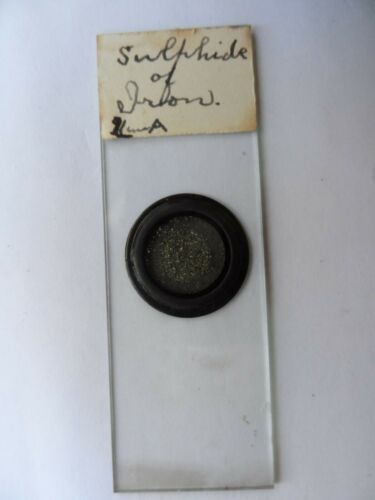 Sulphide
of
Iron.